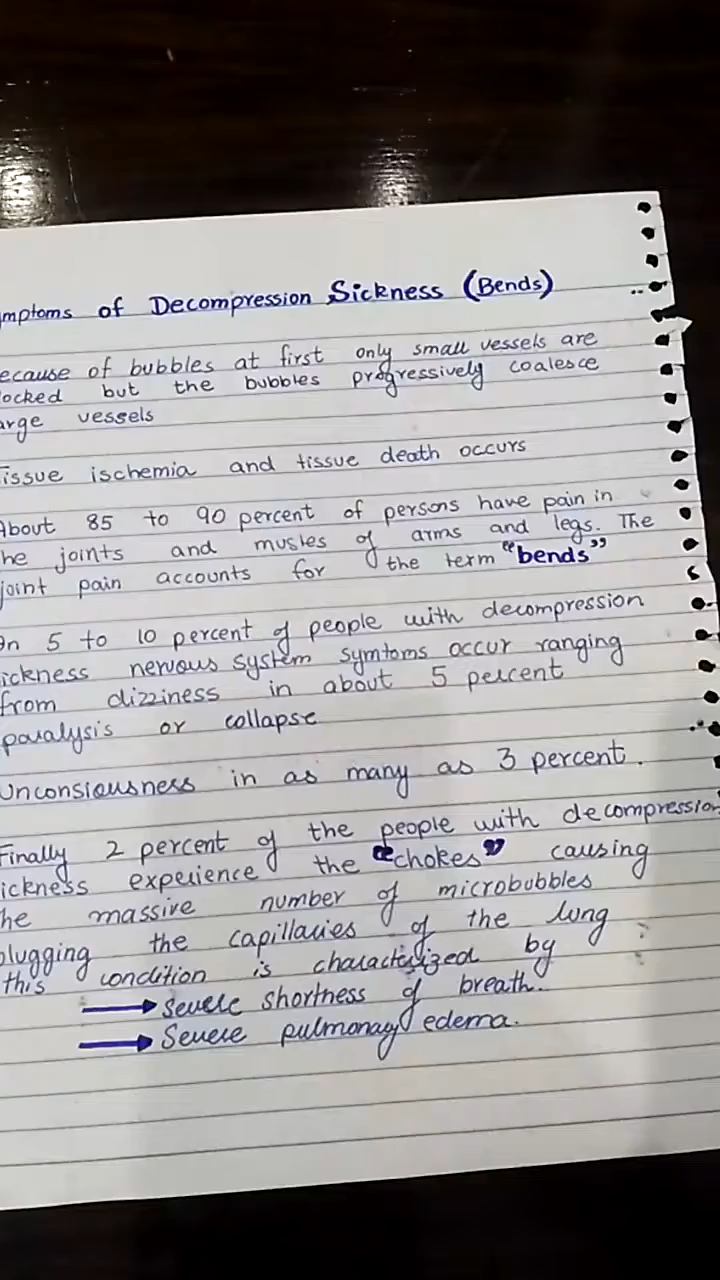 mptoms of Decompression Sickness (Bends)
ecause of bubbles at first only small vessels are
ocked but the bubbles progressively coalesce
arge vessels
issue ischemia and tissue death occurs
About 85 to 90 percent of persons have pain in
he joints and musles of arms and legs. The
joint pain accounts for the term "bends"
In 5 to 10 percent of people with decompression
ickness nervous system symtoms occur ranging
from dizziness in about 5 percent
paralysis or collapse
Unconsiousness in as many as 3 percent.
Finally 2 percent of the people with decompression
ickness experience the "chokes" causing
he massive number of microbubbles
plugging the capillaries of the lung
this condition is characterized by
→ Severe shortness of breath.
→ Severe pulmonay edema.